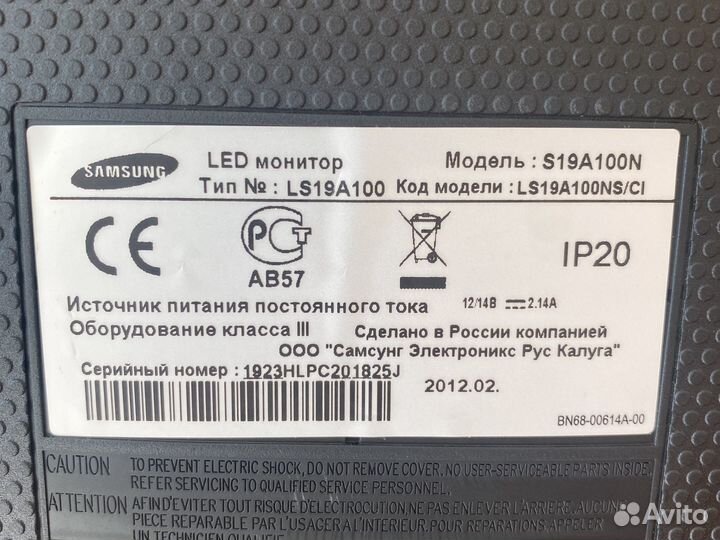 SAMSUNG
LED монитор Модель : S19A100N
Тип № : LS19A100 Код модели : LS19A100NS/CI
CE
РСТ
АВ57
IP20
Источник питания постоянного тока 12/14В 2.14А
Оборудование класса III Сделано в России компанией
ООО "Самсунг Электроникс Рус Калуга"
Серийный номер : 1923HLPC201825J
2012.02.
BN68-00614A-00
CAUTION TO PREVENT ELECTRIC SHOCK, DO NOT REMOVE COVER. NO USER-SERVICEABLE PARTS INSIDE.
REFER SERVICING TO QUALIFIED SERVICE PERSONNEL.
ATTENTION AFIN D'EVITER TOUT RISQUE D'ELECTROCUTION, NE PAS ENLEVER L'ARRIERE. AUCUNE
PIECE REPARABLE PAR L'USAGER A L'INTERIEUR. POUR REPARATIONS, APPELER
UN TECHNICIEN
Avito